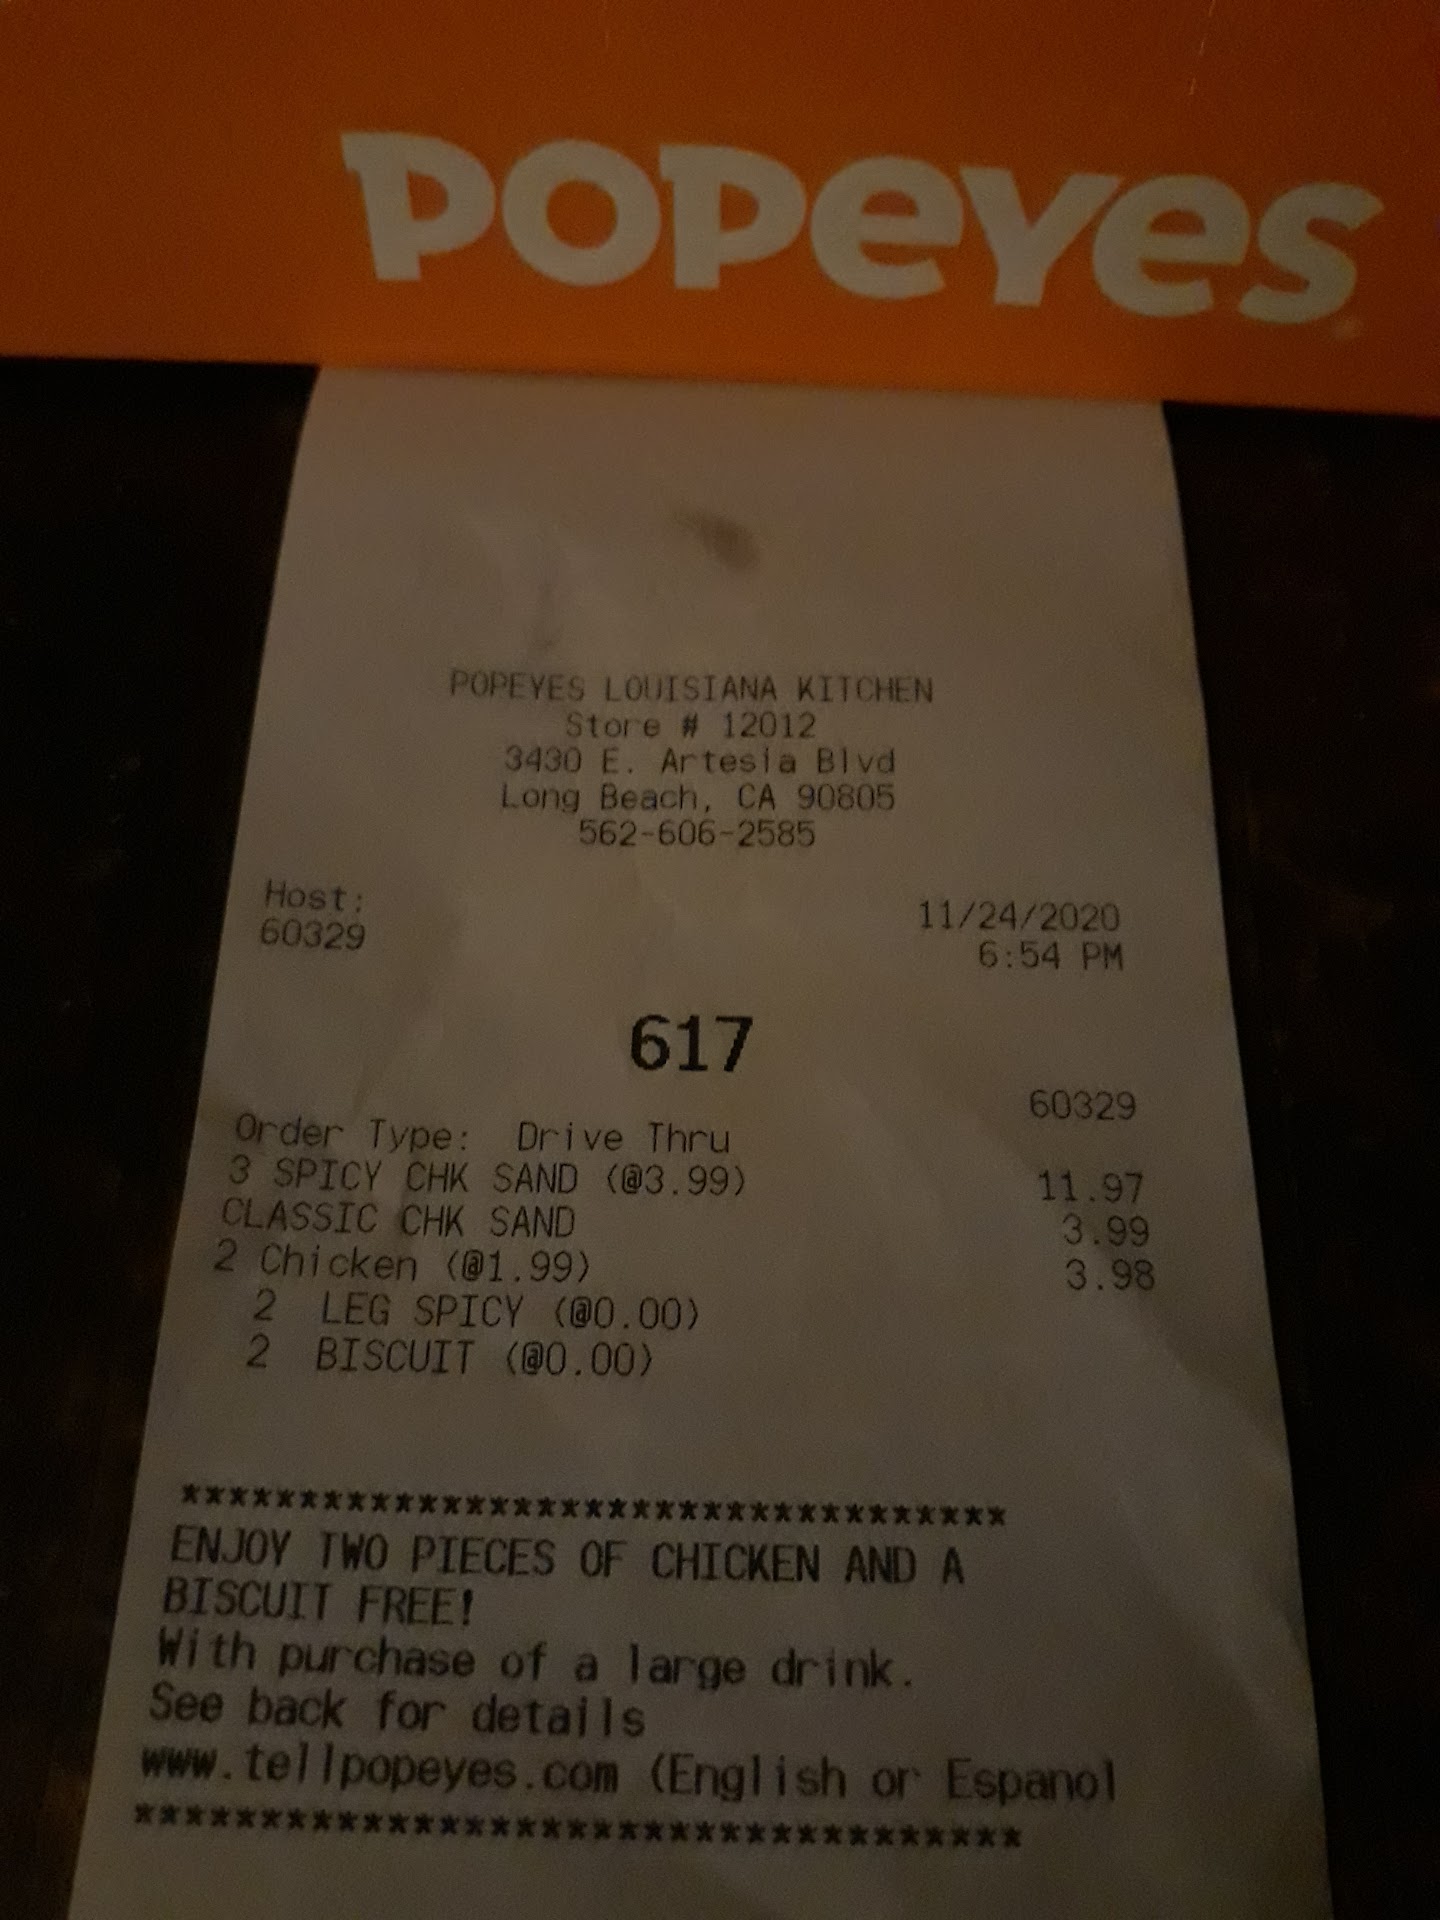 POPEYES
POPEYES LOUISIANA KITCHEN
Store # 12012
3430 E. Artesia Blvd
Long Beach, CA 90805
562-606-2585
Host:
60329
11/24/2020
6:54 PM
617
60329
Order Type: Drive Thru
3 SPICY CHK SAND (@3.99) 11.97
CLASSIC CHK SAND 3.99
2 Chicken (@1.99) 3.98
2 LEG SPICY (@0.00)
2 BISCUIT (@0.00)
***********************************
ENJOY TWO PIECES OF CHICKEN AND A
BISCUIT FREE!
With purchase of a large drink.
See back for details
www.tellpopeyes.com (English or Espanol
***********************************